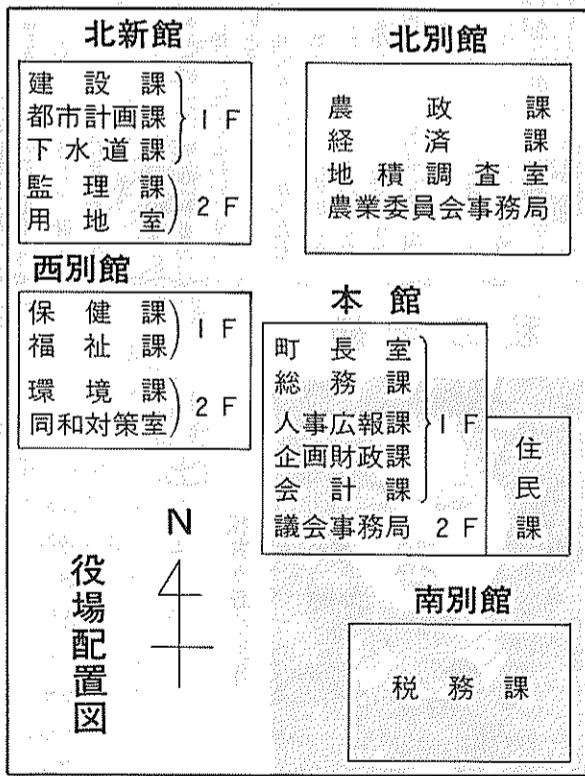 北新館
建設課
都市計画課
下水道課
1F
監理課
用地室
2F
北別館
農政課
経済課
地積調査室
農業委員会事務局
西別館
保健課
福祉課
1F
環境課
同和対策室
2F
本館
町長室
総務課
人事広報課
企画財政課
会計課
1F
議会事務局 2F
住民課
南別館
税務課
N
役場配置図